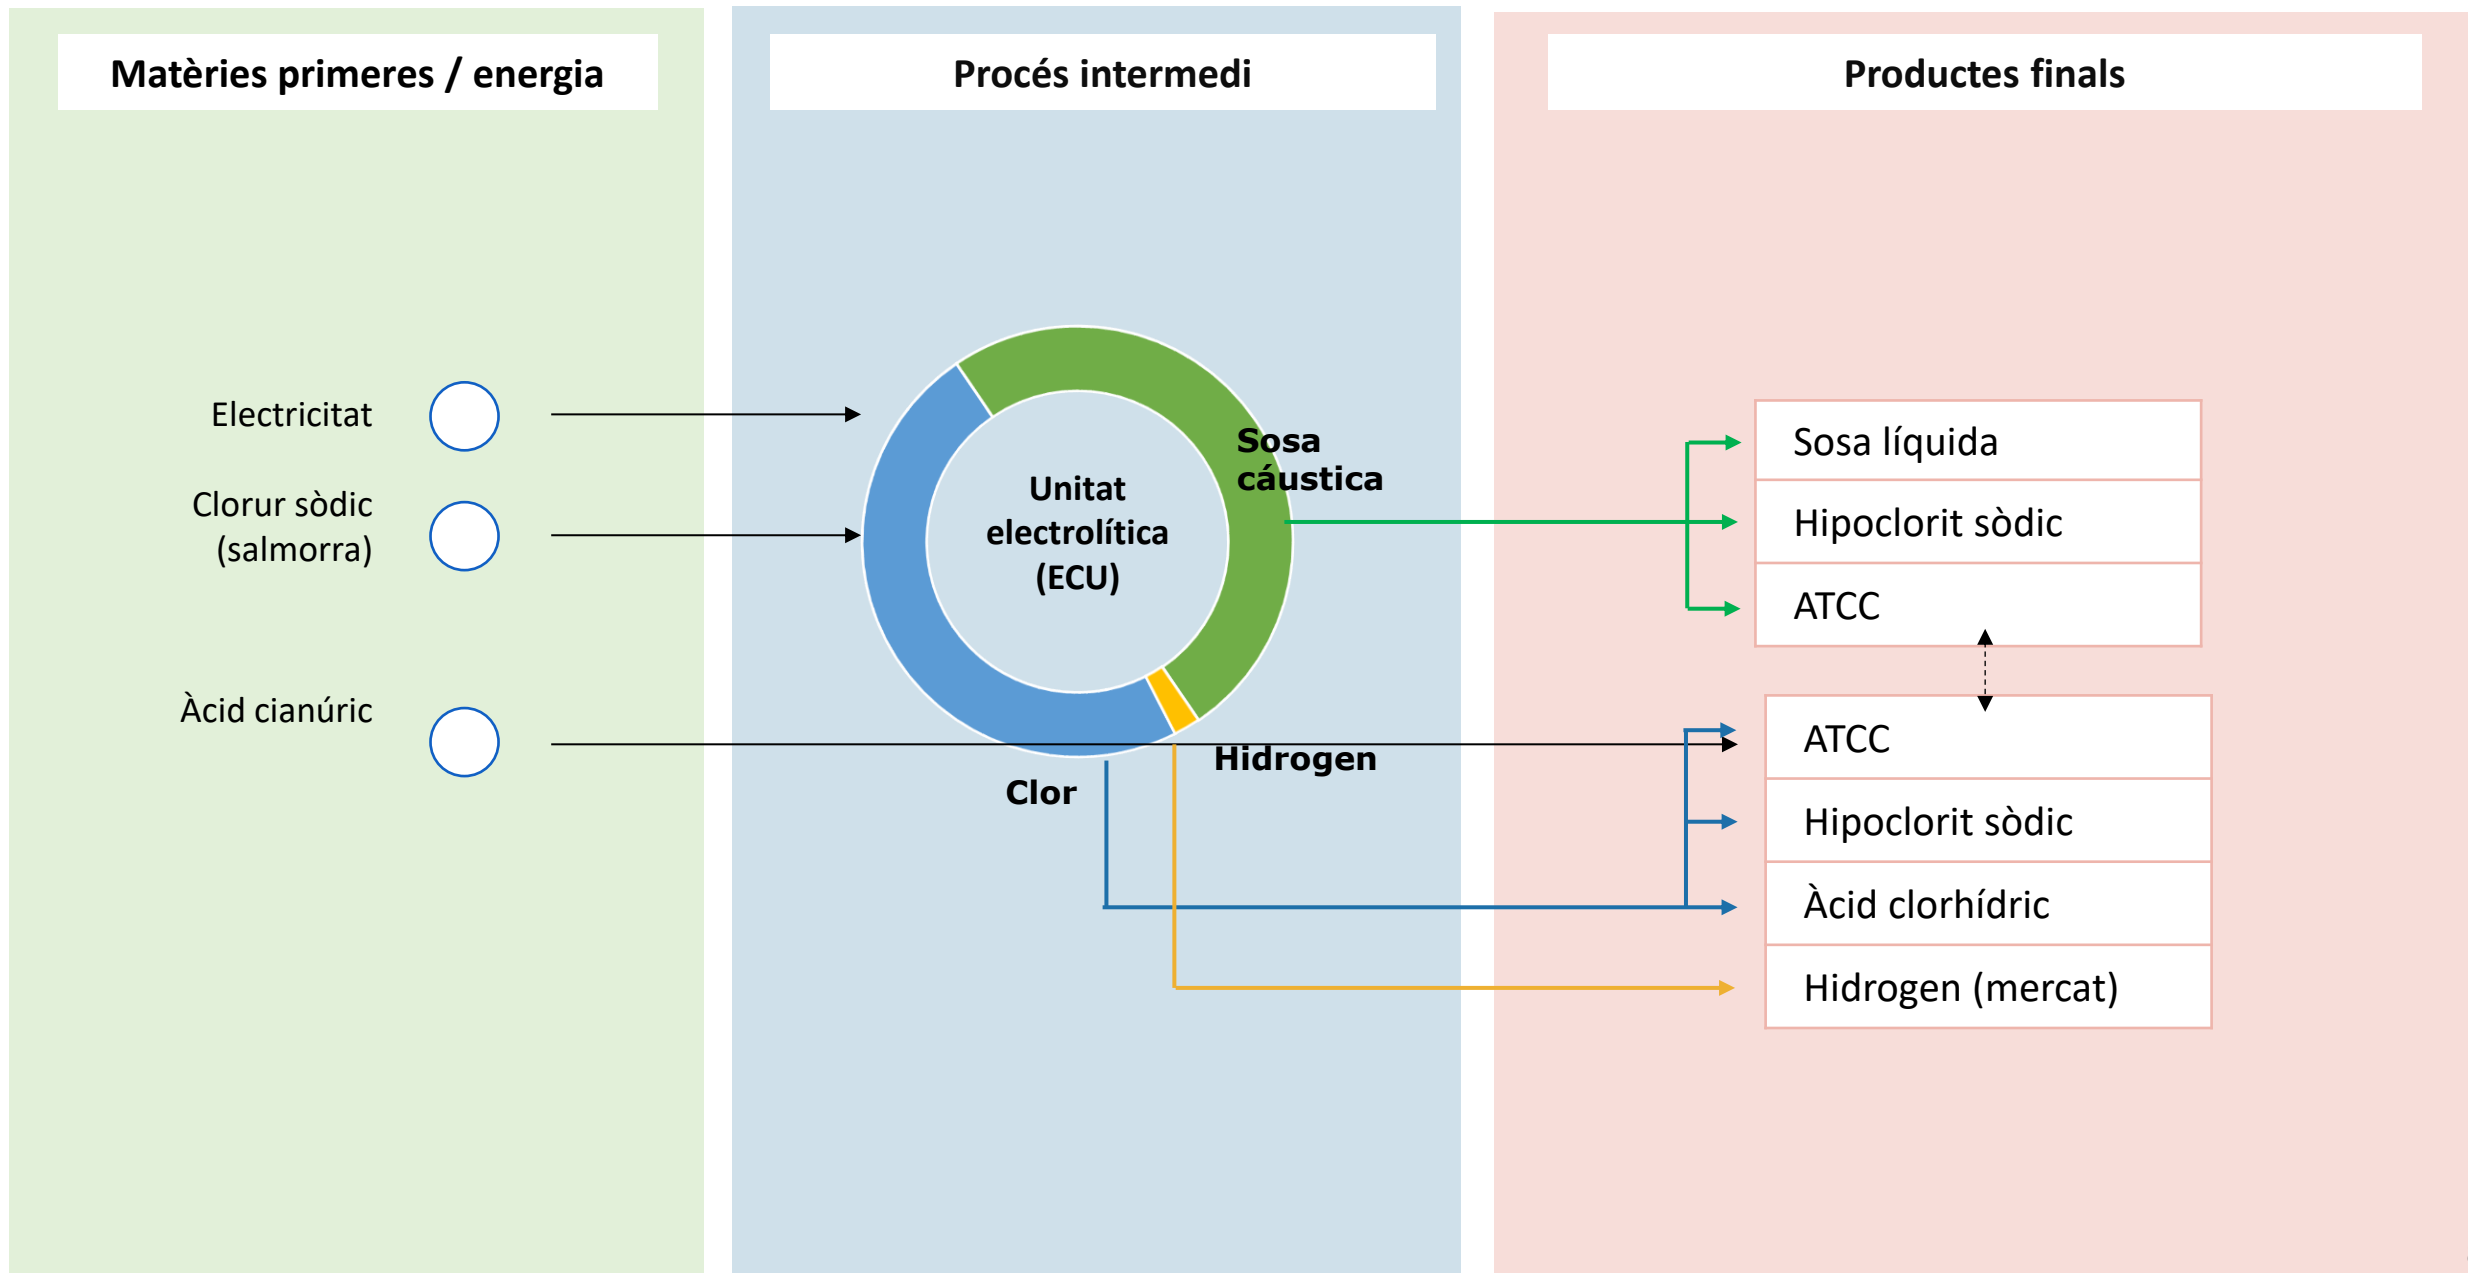 Matèries primeres / energia
Procés intermedi
Productes finals
Electricitat
Clorur sòdic
(salmorra)
Àcid cianúric
Unitat
electrolítica
(ECU)
Sosa
cáustica
Hidrogen
Clor
Sosa líquida
Hipoclorit sòdic
ATCC
ATCC
Hipoclorit sòdic
Àcid clorhídric
Hidrogen (mercat)